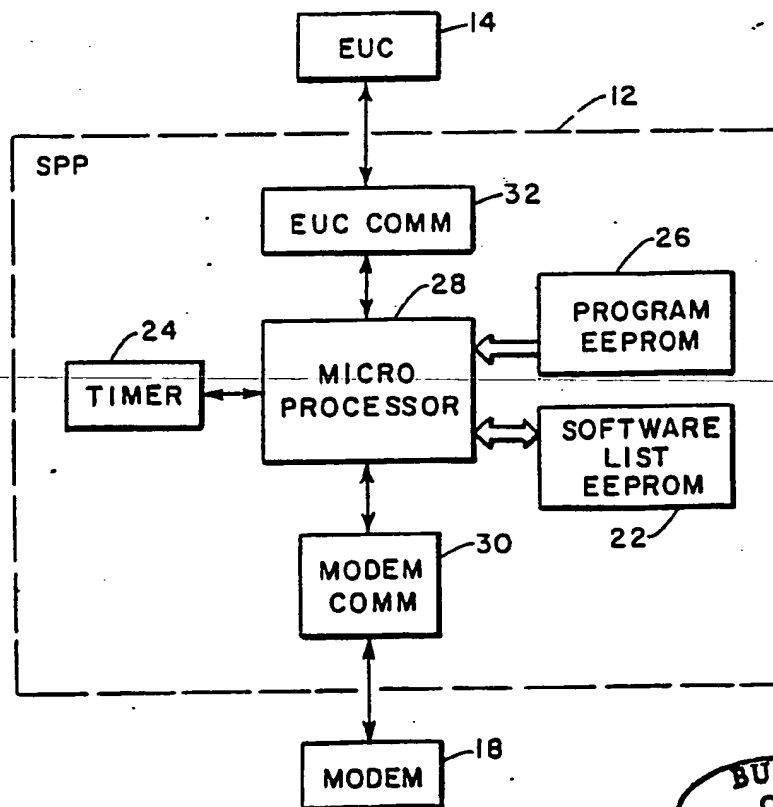 EUC
14
12
SPP
EUC COMM
32
26
PROGRAM
EEPROM
28
24
TIMER
MICRO
PROCESSOR
SOFTWARE
LIST
EEPROM
22
30
MODEM
COMM
MODEM
18
BU